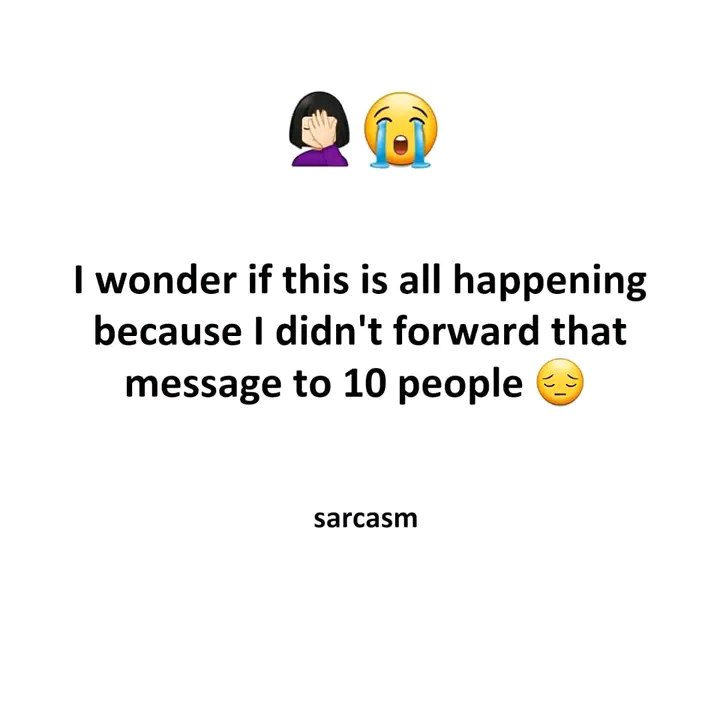 🤦🏻‍♀️😭
I wonder if this is all happening
because I didn't forward that
message to 10 people 😔
sarcasm